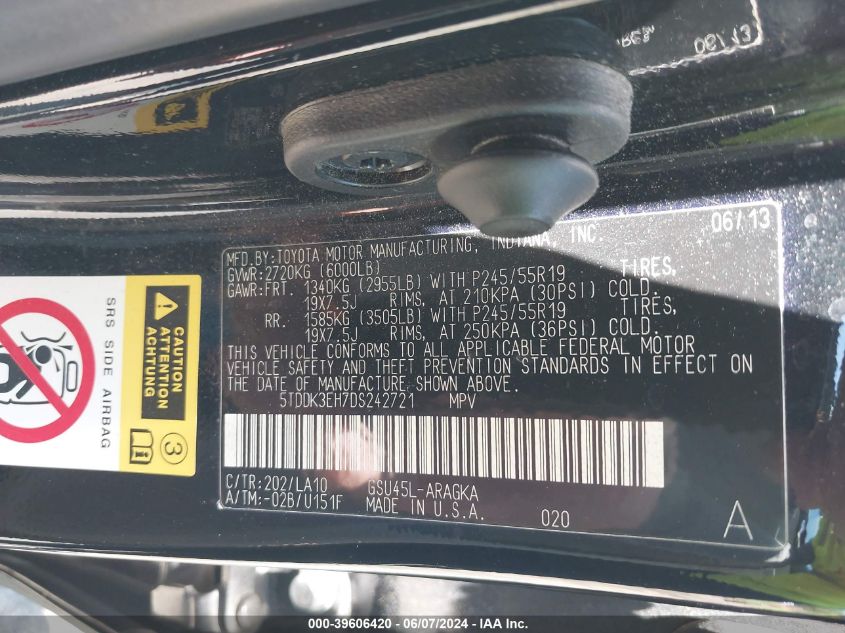 06/13
06/13
MFD.BY:TOYOTA MOTOR MANUFACTURING, INDIANA, INC.
GVWR:2720KG (6000LB)
GAWR:FRT. 1340KG (2955LB) WITH P245/55R19 TIRES,
19X7.5J RIMS, AT 210KPA (30PSI) COLD.
RR. 1585KG (3505LB) WITH P245/55R19 TIRES,
19X7.5J RIMS, AT 250KPA (36PSI) COLD.
THIS VEHICLE CONFORMS TO ALL APPLICABLE FEDERAL MOTOR
VEHICLE SAFETY AND THEFT PREVENTION STANDARDS IN EFFECT ON
THE DATE OF MANUFACTURE SHOWN ABOVE.
5TDDK3EH7DS242721 MPV
C/TR:202/LA10 GSU45L-ARAGKA
A/TM:-02B/U151F MADE IN U.S.A.
020
A
SRS SIDE AIRBAG
CAUTION
ATTENTION
ACHTUNG
3
000-39606420 - 06/07/2024 - IAA Inc.